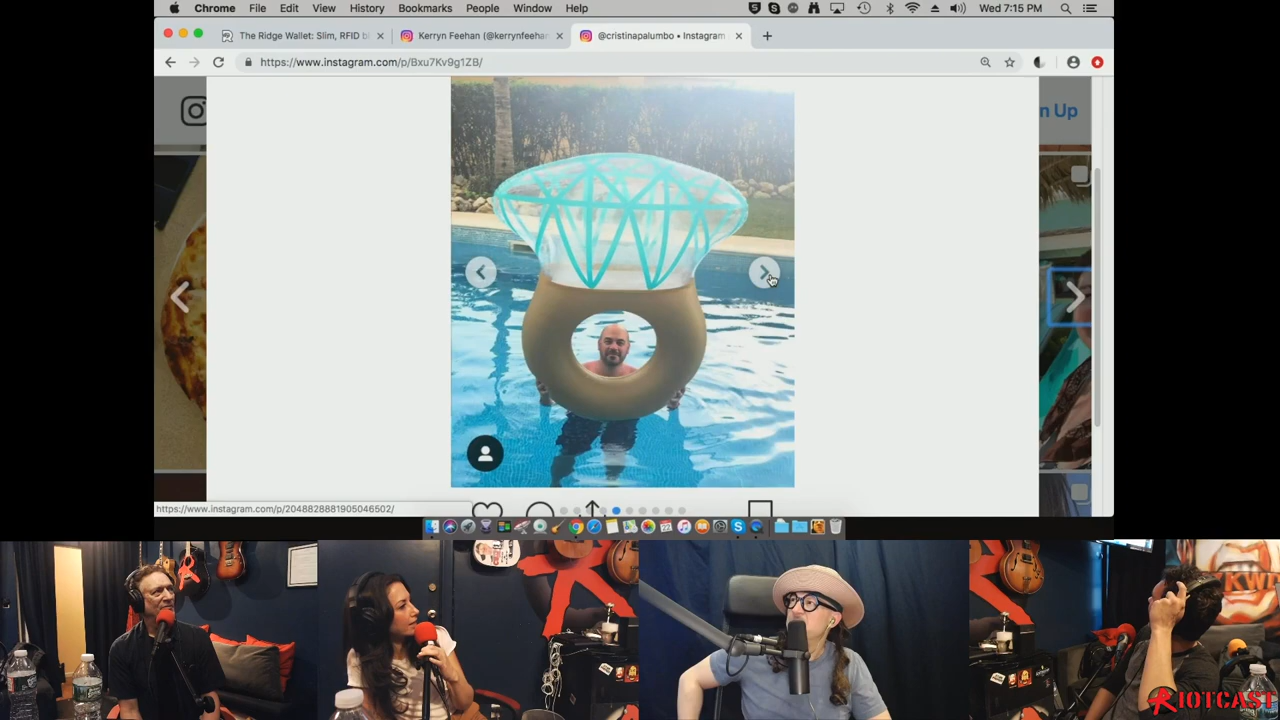 Chrome File Edit View History Bookmarks People Window Help Wed 7:15 PM
The Ridge Wallet: Slim, RFID bl Kerryn Feehan (@kerrynfeehan @cristinapalumbo • Instagram
https://www.instagram.com/p/Bxu7Kv9g1ZB/
n Up
https://www.instagram.com/p/2048828881905046502/
RIOTCAST